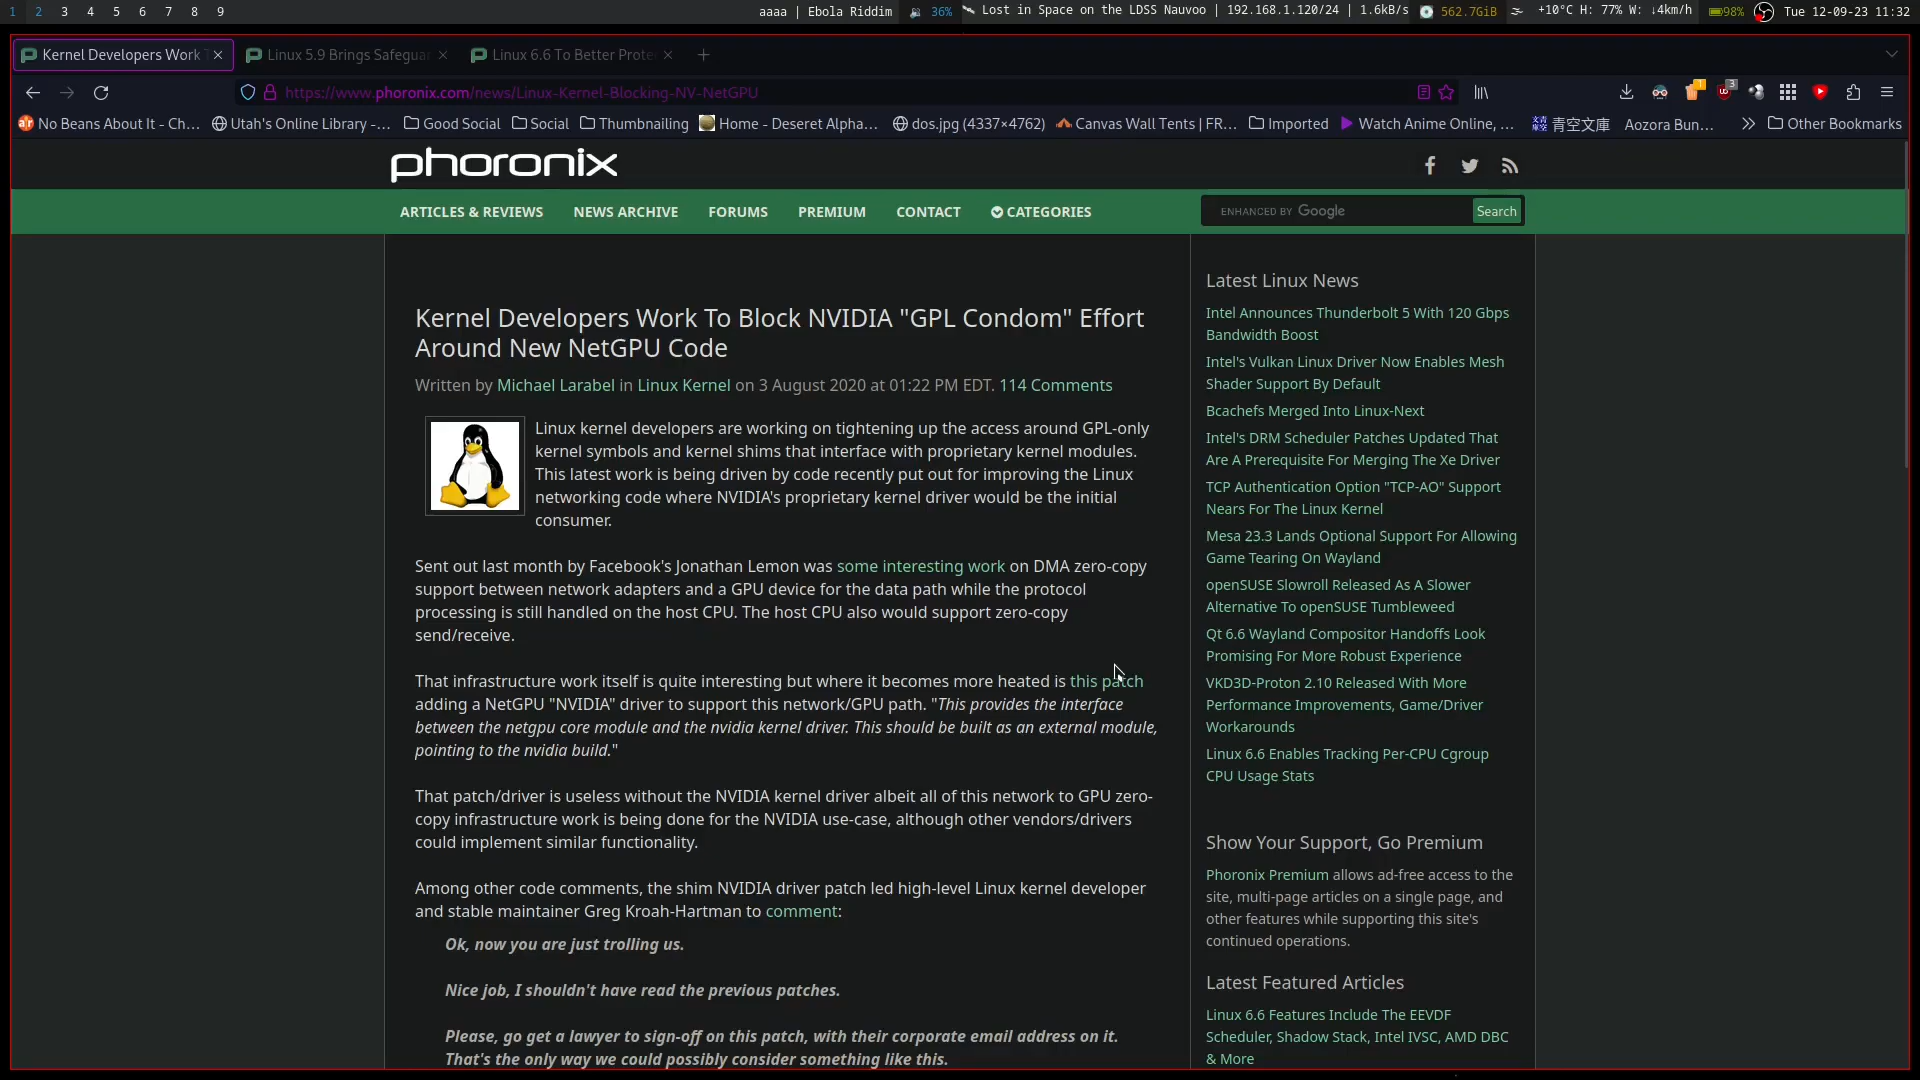 1 2 3 4 5 6 7 8 9
aaaa | Ebola Riddim
36%
Lost in Space on the LDSS Nauvoo | 192.168.1.120/24 | 1.6kB/s
562.7GiB
+10°C H: 77% W: ↓4km/h
98%
Tue 12-09-23 11:32
Kernel Developers Work T
Linux 5.9 Brings Safegua
Linux 6.6 To Better Prote
https://www.phoronix.com/news/Linux-Kernel-Blocking-NV-NetGPU
1
3
No Beans About It - Ch...
Utah's Online Library -...
Good Social
Social
Thumbnailing
Home - Deseret Alpha...
dos.jpg (4337×4762)
Canvas Wall Tents | FR...
Imported
Watch Anime Online, ...
青空文庫 Aozora Bun...
Other Bookmarks
phoronix
ARTICLES & REVIEWS
NEWS ARCHIVE
FORUMS
PREMIUM
CONTACT
CATEGORIES
ENHANCED BY Google
Search
Kernel Developers Work To Block NVIDIA "GPL Condom" Effort
Around New NetGPU Code
Written by Michael Larabel in Linux Kernel on 3 August 2020 at 01:22 PM EDT. 114 Comments
Linux kernel developers are working on tightening up the access around GPL-only
kernel symbols and kernel shims that interface with proprietary kernel modules.
This latest work is being driven by code recently put out for improving the Linux
networking code where NVIDIA's proprietary kernel driver would be the initial
consumer.
Sent out last month by Facebook's Jonathan Lemon was some interesting work on DMA zero-copy
support between network adapters and a GPU device for the data path while the protocol
processing is still handled on the host CPU. The host CPU also would support zero-copy
send/receive.
That infrastructure work itself is quite interesting but where it becomes more heated is this patch
adding a NetGPU "NVIDIA" driver to support this network/GPU path. "This provides the interface
between the netgpu core module and the nvidia kernel driver. This should be built as an external module,
pointing to the nvidia build."
That patch/driver is useless without the NVIDIA kernel driver albeit all of this network to GPU zero-
copy infrastructure work is being done for the NVIDIA use-case, although other vendors/drivers
could implement similar functionality.
Among other code comments, the shim NVIDIA driver patch led high-level Linux kernel developer
and stable maintainer Greg Kroah-Hartman to comment:
Ok, now you are just trolling us.
Nice job, I shouldn't have read the previous patches.
Please, go get a lawyer to sign-off on this patch, with their corporate email address on it.
That's the only way we could possibly consider something like this.
Latest Linux News
Intel Announces Thunderbolt 5 With 120 Gbps
Bandwidth Boost
Intel's Vulkan Linux Driver Now Enables Mesh
Shader Support By Default
Bcachefs Merged Into Linux-Next
Intel's DRM Scheduler Patches Updated That
Are A Prerequisite For Merging The Xe Driver
TCP Authentication Option "TCP-AO" Support
Nears For The Linux Kernel
Mesa 23.3 Lands Optional Support For Allowing
Game Tearing On Wayland
openSUSE Slowroll Released As A Slower
Alternative To openSUSE Tumbleweed
Qt 6.6 Wayland Compositor Handoffs Look
Promising For More Robust Experience
VKD3D-Proton 2.10 Released With More
Performance Improvements, Game/Driver
Workarounds
Linux 6.6 Enables Tracking Per-CPU Cgroup
CPU Usage Stats
Show Your Support, Go Premium
Phoronix Premium allows ad-free access to the
site, multi-page articles on a single page, and
other features while supporting this site's
continued operations.
Latest Featured Articles
Linux 6.6 Features Include The EEVDF
Scheduler, Shadow Stack, Intel IVSC, AMD DBC
& More